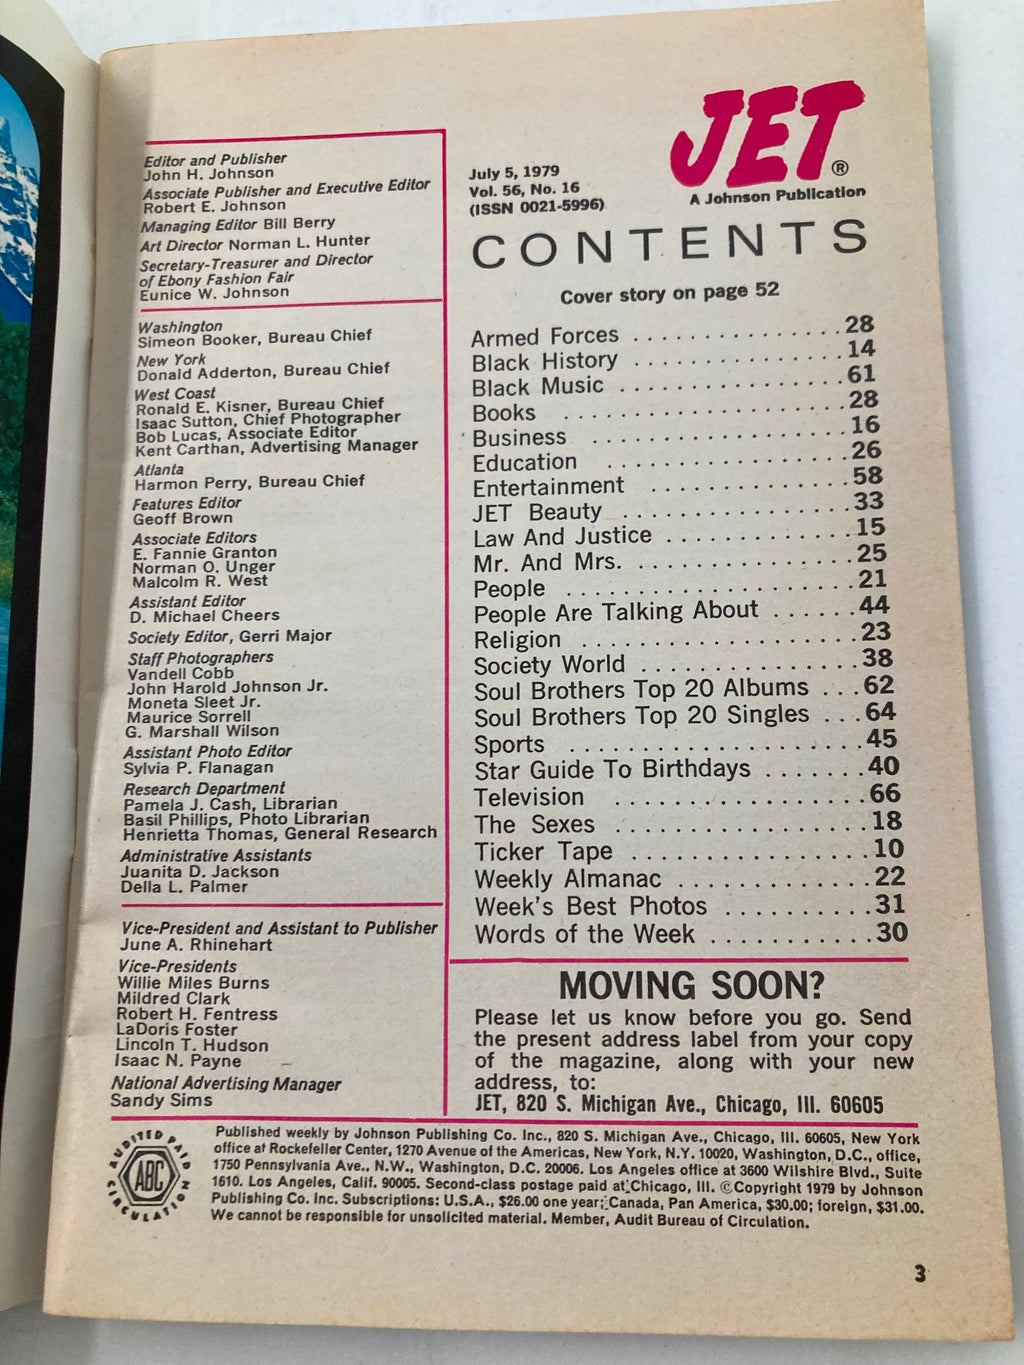 Editor and Publisher
John H. Johnson
Associate Publisher and Executive Editor
Robert E. Johnson
Managing Editor Bill Berry
Art Director Norman L. Hunter
Secretary-Treasurer and Director
of Ebony Fashion Fair
Eunice W. Johnson
Washington
Simeon Booker, Bureau Chief
New York
Donald Adderton, Bureau Chief
West Coast
Ronald E. Kisner, Bureau Chief
Isaac Sutton, Chief Photographer
Bob Lucas, Associate Editor
Kent Carthan, Advertising Manager
Atlanta
Harmon Perry, Bureau Chief
Features Editor
Geoff Brown
Associate Editors
E. Fannie Granton
Norman O. Unger
Malcolm R. West
Assistant Editor
D. Michael Cheers
Society Editor, Gerri Major
Staff Photographers
Vandell Cobb
John Harold Johnson Jr.
Moneta Sleet Jr.
Maurice Sorrell
G. Marshall Wilson
Assistant Photo Editor
Sylvia P. Flanagan
Research Department
Pamela J. Cash, Librarian
Basil Phillips, Photo Librarian
Henrietta Thomas, General Research
Administrative Assistants
Juanita D. Jackson
Della L. Palmer
Vice-President and Assistant to Publisher
June A. Rhinehart
Vice-Presidents
Willie Miles Burns
Mildred Clark
Robert H. Fentress
LaDoris Foster
Lincoln T. Hudson
Isaac N. Payne
National Advertising Manager
Sandy Sims
JET®
A Johnson Publication
July 5, 1979
Vol. 56, No. 16
(ISSN 0021-5996)
CONTENTS
Cover story on page 52
Armed Forces . . . . . . . . . . . . 28
Black History . . . . . . . . . . . . . 14
Black Music . . . . . . . . . . . . . . 61
Books . . . . . . . . . . . . . . . . . . 28
Business . . . . . . . . . . . . . . . . 16
Education . . . . . . . . . . . . . . . 26
Entertainment . . . . . . . . . . . . 58
JET Beauty . . . . . . . . . . . . . . 33
Law And Justice . . . . . . . . . . . 15
Mr. And Mrs. . . . . . . . . . . . . . 25
People . . . . . . . . . . . . . . . . . . 21
People Are Talking About . . . . . . 44
Religion . . . . . . . . . . . . . . . . . 23
Society World . . . . . . . . . . . . . 38
Soul Brothers Top 20 Albums . . . 62
Soul Brothers Top 20 Singles . . . 64
Sports . . . . . . . . . . . . . . . . . . 45
Star Guide To Birthdays . . . . . . . 40
Television . . . . . . . . . . . . . . . . 66
The Sexes . . . . . . . . . . . . . . . . 18
Ticker Tape . . . . . . . . . . . . . . . 10
Weekly Almanac . . . . . . . . . . . . 22
Week's Best Photos . . . . . . . . . . 31
Words of the Week . . . . . . . . . . . 30
MOVING SOON?
Please let us know before you go. Send
the present address label from your copy
of the magazine, along with your new
address, to:
JET, 820 S. Michigan Ave., Chicago, Ill. 60605
AUDITED PAID
ABC
CIRCULATION
Published weekly by Johnson Publishing Co. Inc., 820 S. Michigan Ave., Chicago, Ill. 60605, New York
office at Rockefeller Center, 1270 Avenue of the Americas, New York, N.Y. 10020, Washington, D.C., office,
1750 Pennsylvania Ave., N.W., Washington, D.C. 20006. Los Angeles office at 3600 Wilshire Blvd., Suite
1610. Los Angeles, Calif. 90005. Second-class postage paid at Chicago, Ill. ©Copyright 1979 by Johnson
Publishing Co. Inc. Subscriptions: U.S.A., $26.00 one year; Canada, Pan America, $30.00; foreign, $31.00.
We cannot be responsible for unsolicited material. Member, Audit Bureau of Circulation.
3